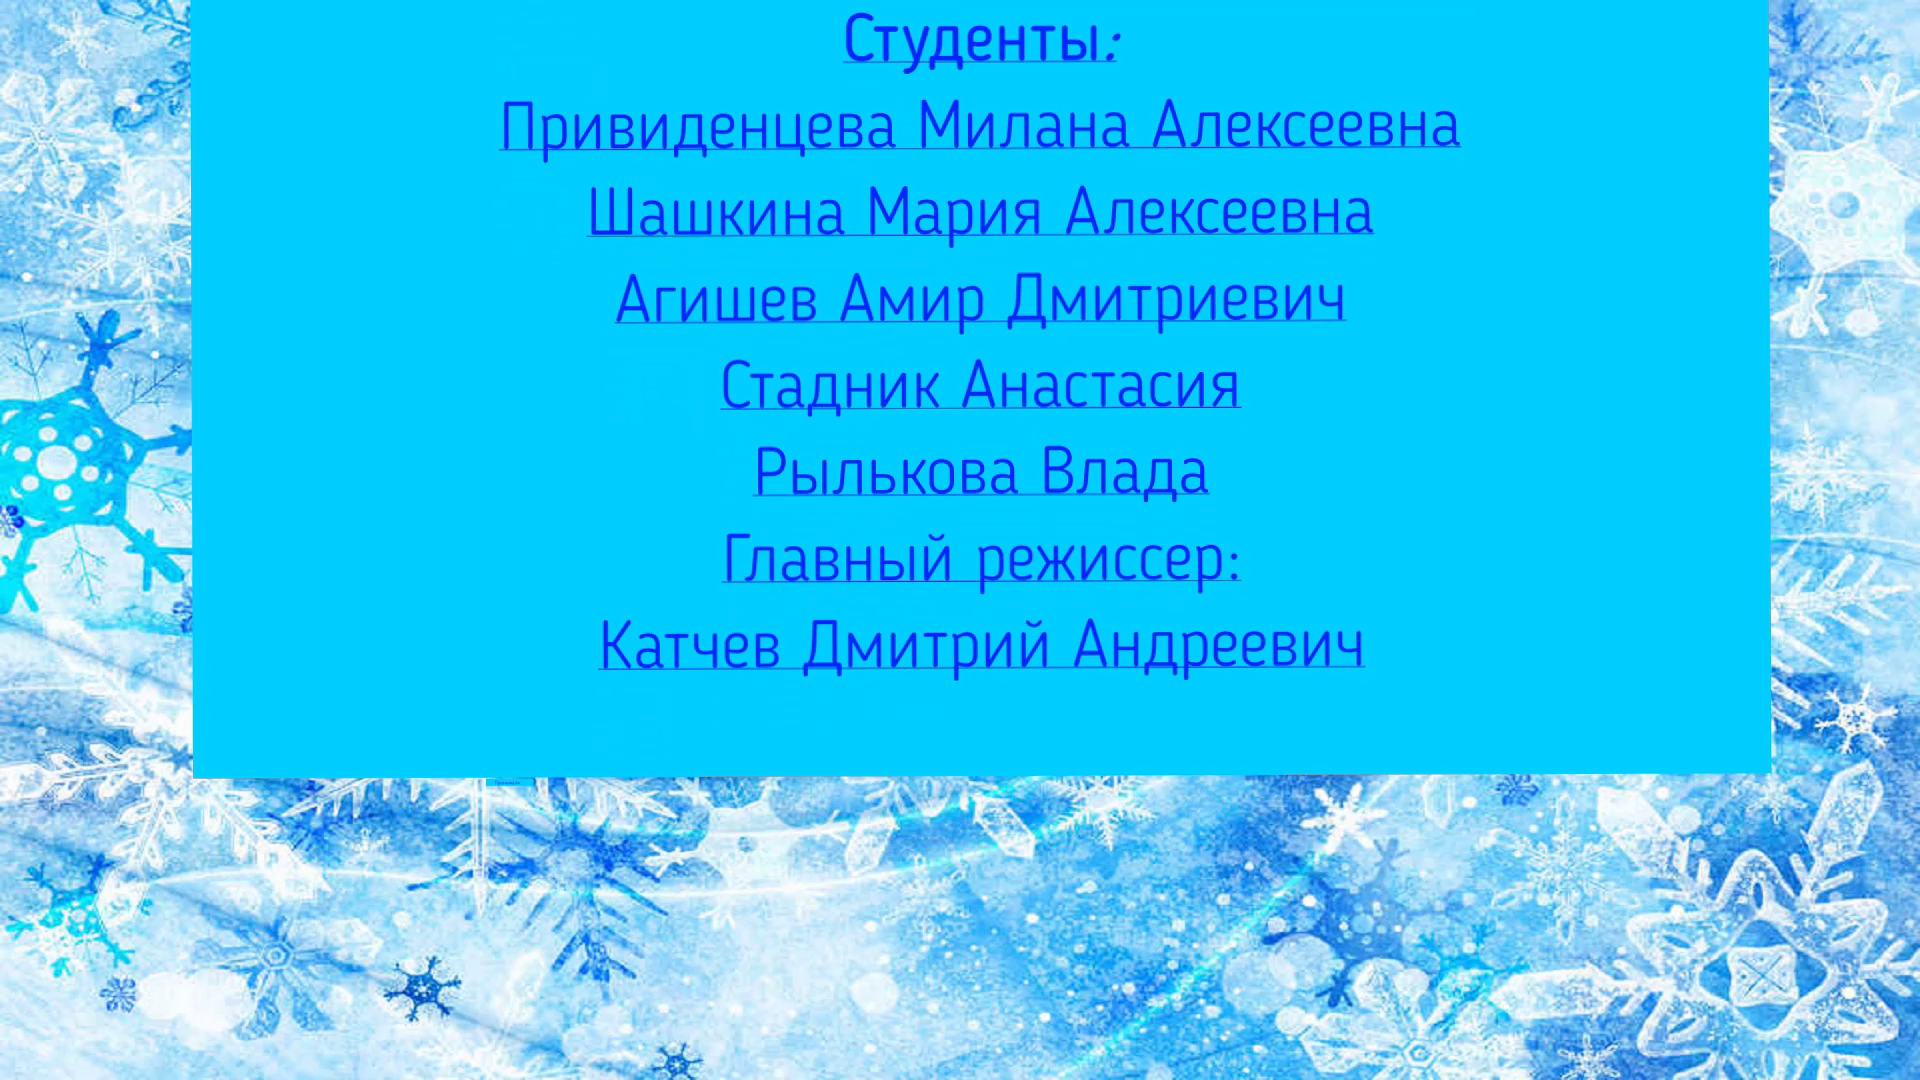 Студенты:
Привиденцева Милана Алексеевна
Шашкина Мария Алексеевна
Агишев Амир Дмитриевич
Стадник Анастасия
Рылькова Влада
Главный режиссер:
Катчев Дмитрий Андреевич